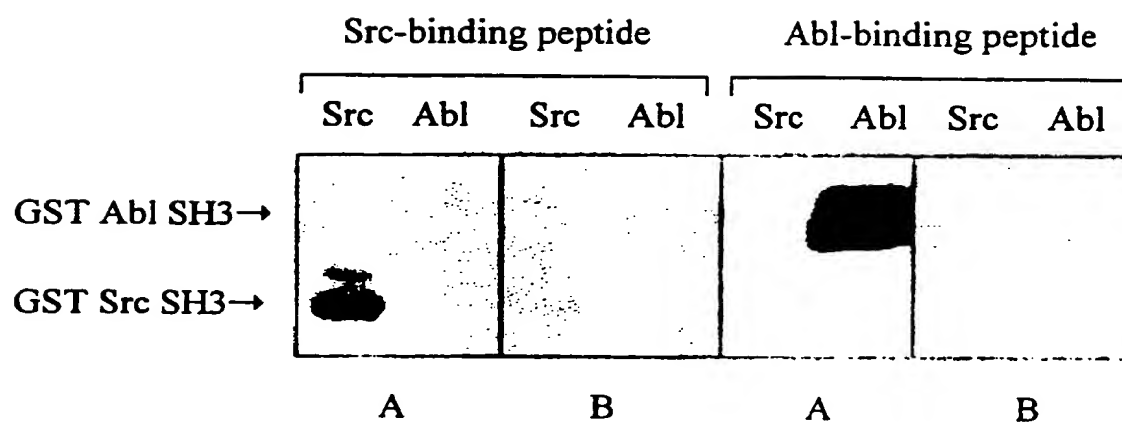 Src-binding peptide Abl-binding peptide
Src Abl Src Abl Src Abl Src Abl
GST Abl SH3→
GST Src SH3→
A B A B